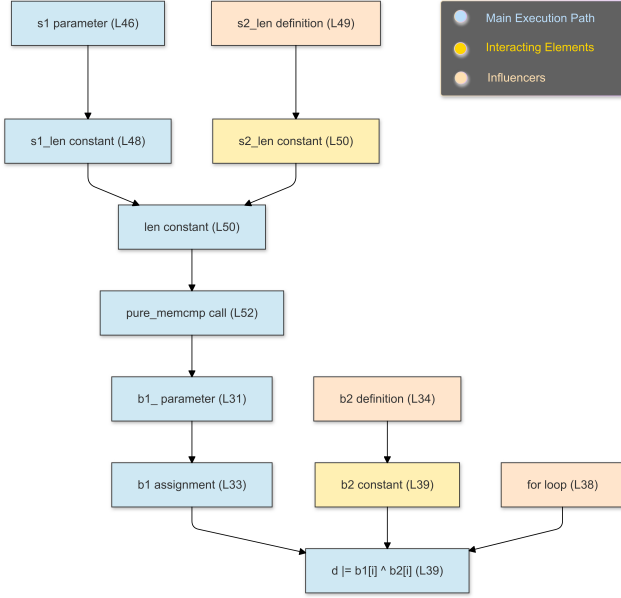 s1 parameter (L46)
s2_len definition (L49)
Main Execution Path
Interacting Elements
Influencers
s1_len constant (L48)
s2_len constant (L50)
len constant (L50)
pure_memcmp call (L52)
b1_ parameter (L31)
b2 definition (L34)
b1 assignment (L33)
b2 constant (L39)
for loop (L38)
d |= b1[i] ^ b2[i] (L39)